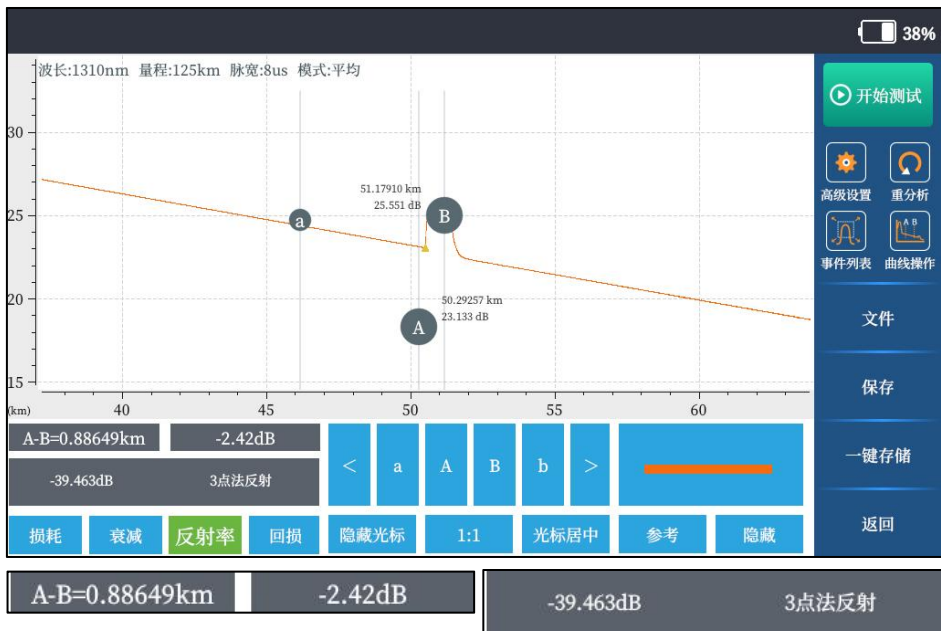 38%
波长:1310nm 量程:125km 脉宽:8us 模式:平均
开始测试
30
高级设置 重分析
51.17910 km
25.551 dB
25
a
B
事件列表 曲线操作
20
50.29257 km
23.133 dB
A
文件
15
(km) 40 45 50 55 60
保存
A-B=0.88649km -2.42dB
-39.463dB 3点法反射
< a A B b >
一键存储
损耗 衰减 反射率 回损 隐藏光标 1:1 光标居中 参考 隐藏
返回
A-B=0.88649km -2.42dB
-39.463dB 3点法反射